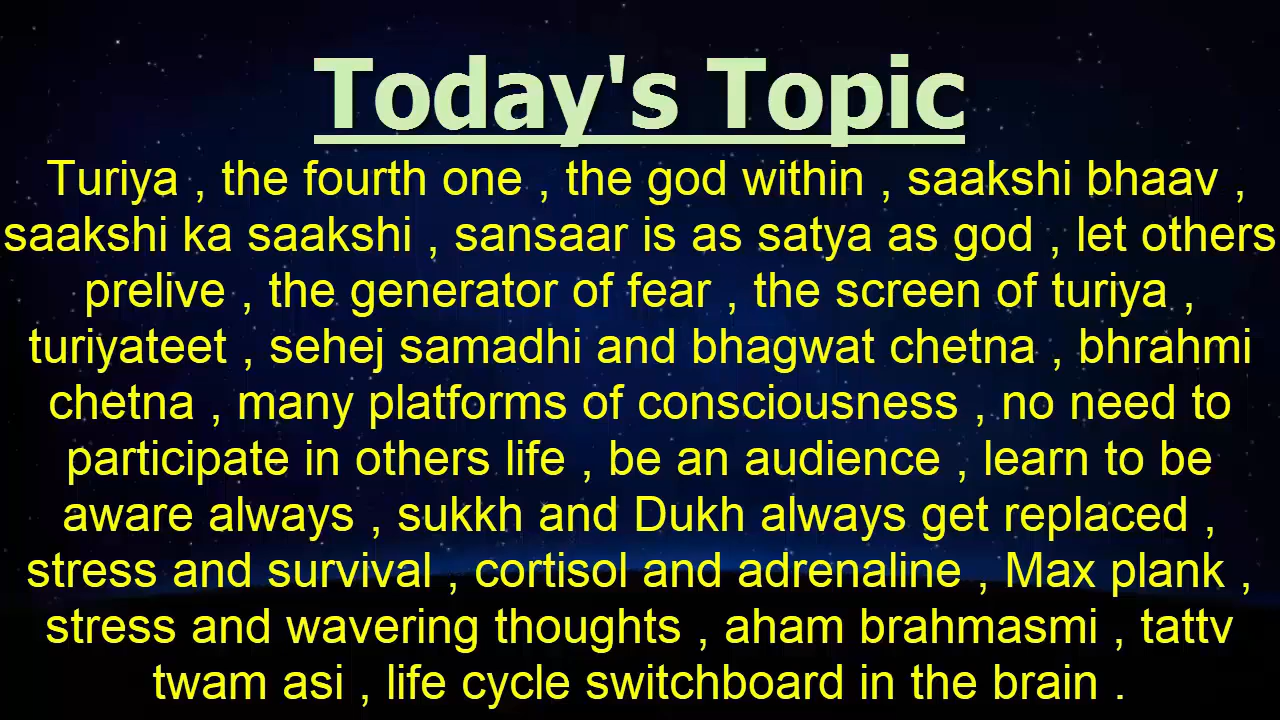 Today's Topic
Turiya , the fourth one , the god within , saakshi bhaav ,
saakshi ka saakshi , sansaar is as satya as god , let others
prelive , the generator of fear , the screen of turiya ,
turiyateet , sehej samadhi and bhagwat chetna , bhrahmi
chetna , many platforms of consciousness , no need to
participate in others life , be an audience , learn to be
aware always , sukkh and Dukh always get replaced ,
stress and survival , cortisol and adrenaline , Max plank ,
stress and wavering thoughts , aham brahmasmi , tattv
twam asi , life cycle switchboard in the brain .